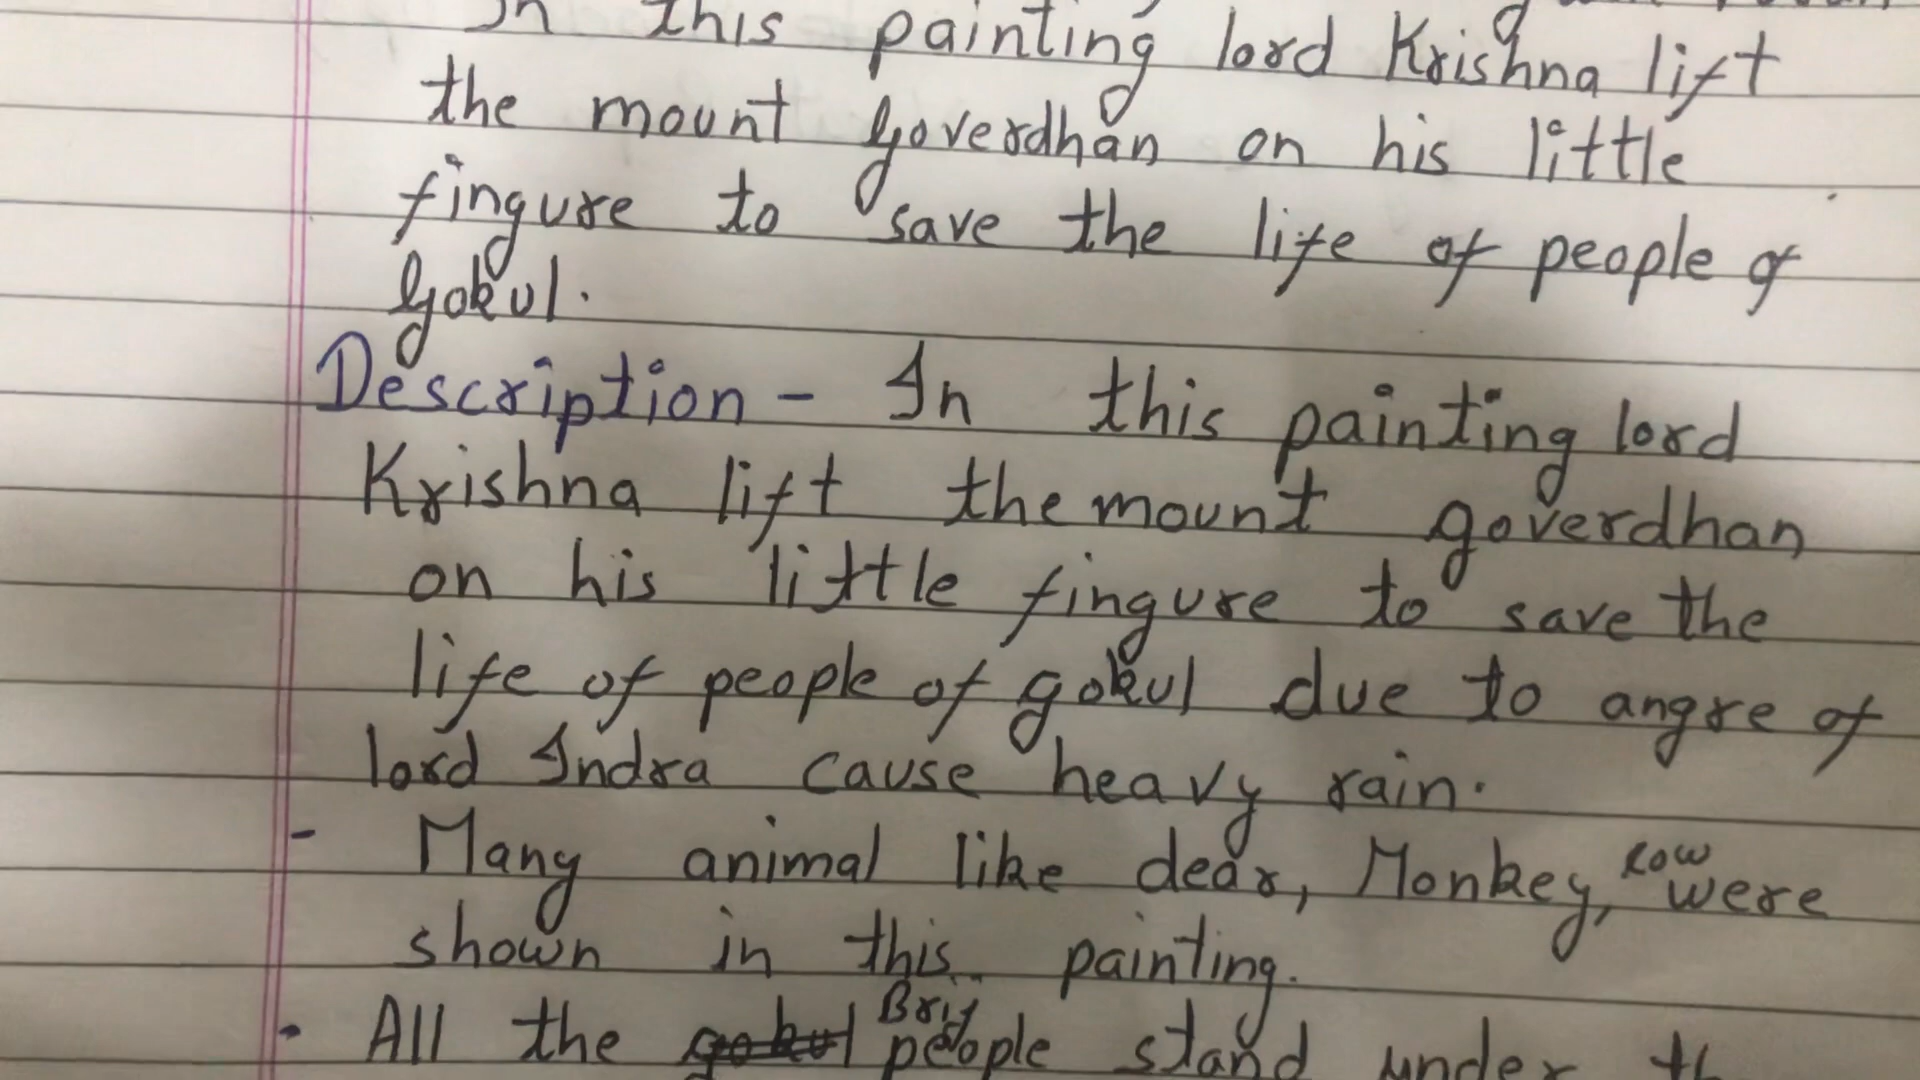 In this painting lord Krishna lift
the mount Goverdhan on his little
fingure to save the life of people of
Gokul.
Description - In this painting lord
Krishna lift the mount goverdhan
on his little fingure to save the
life of people of gokul due to angre of
lord Indra cause heavy rain.
- Many animal like dear, Monkey, cow were
shown in this painting.
• All the gokul Brij people stand under